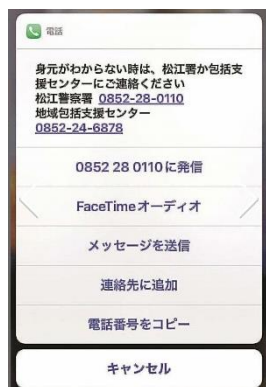 電話
身元がわからない時は、松江署か包括支
援センターにご連絡ください
松江警察署 0852-28-0110
地域包括支援センター
0852-24-6878
0852 28 0110に発信
FaceTimeオーディオ
メッセージを送信
連絡先に追加
電話番号をコピー
キャンセル